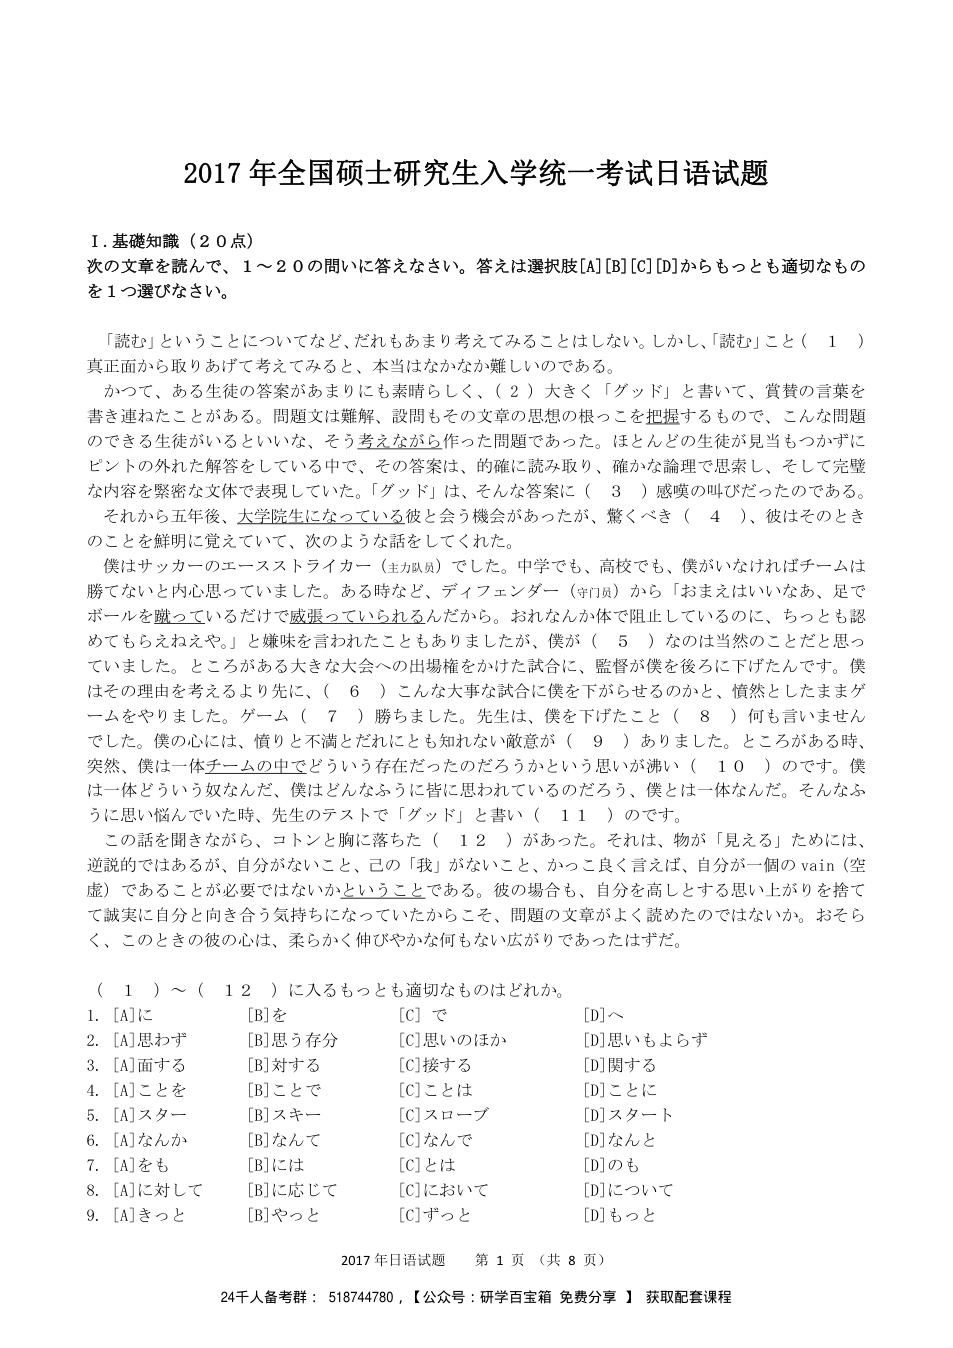 2017 年全国硕士研究生入学统一考试日语试题
Ⅰ.基礎知識（２０点）
次の文章を読んで、１～２０の問いに答えなさい。答えは選択肢[A][B][C][D]からもっとも適切なもの
を１つ選びなさい。
「読む」ということについてなど、だれもあまり考えてみることはしない。しかし、「読む」こと（　１　）
真正面から取りあげて考えてみると、本当はなかなか難しいのである。
かつて、ある生徒の答案があまりにも素晴らしく、（ 2 ）大きく「グッド」と書いて、賞賛の言葉を
書き連ねたことがある。問題文は難解、設問もその文章の思想の根っこを把握するもので、こんな問題
のできる生徒がいるといいな、そう考えながら作った問題であった。ほとんどの生徒が見当もつかずに
ピントの外れた解答をしている中で、その答案は、的確に読み取り、確かな論理で思索し、そして完璧
な内容を緊密な文体で表現していた。「グッド」は、そんな答案に（　３　）感嘆の叫びだったのである。
それから五年後、大学院生になっている彼と会う機会があったが、驚くべき（　４　）、彼はそのとき
のことを鮮明に覚えていて、次のような話をしてくれた。
僕はサッカーのエースストライカー（主力队员）でした。中学でも、高校でも、僕がいなければチームは
勝てないと内心思っていました。ある時など、ディフェンダー（守门员）から「おまえはいいなあ、足で
ボールを蹴っているだけで威張っていられるんだから。おれなんか体で阻止しているのに、ちっとも認
めてもらえねえや。」と嫌味を言われたこともありましたが、僕が（　５　）なのは当然のことだと思っ
ていました。ところがある大きな大会への出場権をかけた試合に、監督が僕を後ろに下げたんです。僕
はその理由を考えるより先に、（　６　）こんな大事な試合に僕を下がらせるのかと、憤然としたままゲ
ームをやりました。ゲーム（　７　）勝ちました。先生は、僕を下げたこと（　８　）何も言いません
でした。僕の心には、憤りと不満とだれにとも知れない敵意が（　９　）ありました。ところがある時、
突然、僕は一体チームの中でどういう存在だったのだろうかという思いが沸い（　１０　）のです。僕
は一体どういう奴なんだ、僕はどんなふうに皆に思われているのだろう、僕とは一体なんだ。そんなふ
うに思い悩んでいた時、先生のテストで「グッド」と書い（　１１　）のです。
この話を聞きながら、コトンと胸に落ちた（　１２　）があった。それは、物が「見える」ためには、
逆説的ではあるが、自分がないこと、己の「我」がないこと、かっこ良く言えば、自分が一個の vain（空
虚）であることが必要ではないかということである。彼の場合も、自分を高しとする思い上がりを捨て
て誠実に自分と向き合う気持ちになっていたからこそ、問題の文章がよく読めたのではないか。おそら
く、このときの彼の心は、柔らかく伸びやかな何もない広がりであったはずだ。
（　１　）～（　１２　）に入るもっとも適切なものはどれか。
1. [A]に [B]を [C] で [D]へ
2. [A]思わず [B]思う存分 [C]思いのほか [D]思いもよらず
3. [A]面する [B]対する [C]接する [D]関する
4. [A]ことを [B]ことで [C]ことは [D]ことに
5. [A]スター [B]スキー [C]スロープ [D]スタート
6. [A]なんか [B]なんて [C]なんで [D]なんと
7. [A]をも [B]には [C]とは [D]のも
8. [A]に対して [B]に応じて [C]において [D]について
9. [A]きっと [B]やっと [C]ずっと [D]もっと
2017 年日语试题 第 1 页 （共 8 页）
24千人备考群： 518744780，【公众号：研学百宝箱 免费分享 】 获取配套课程